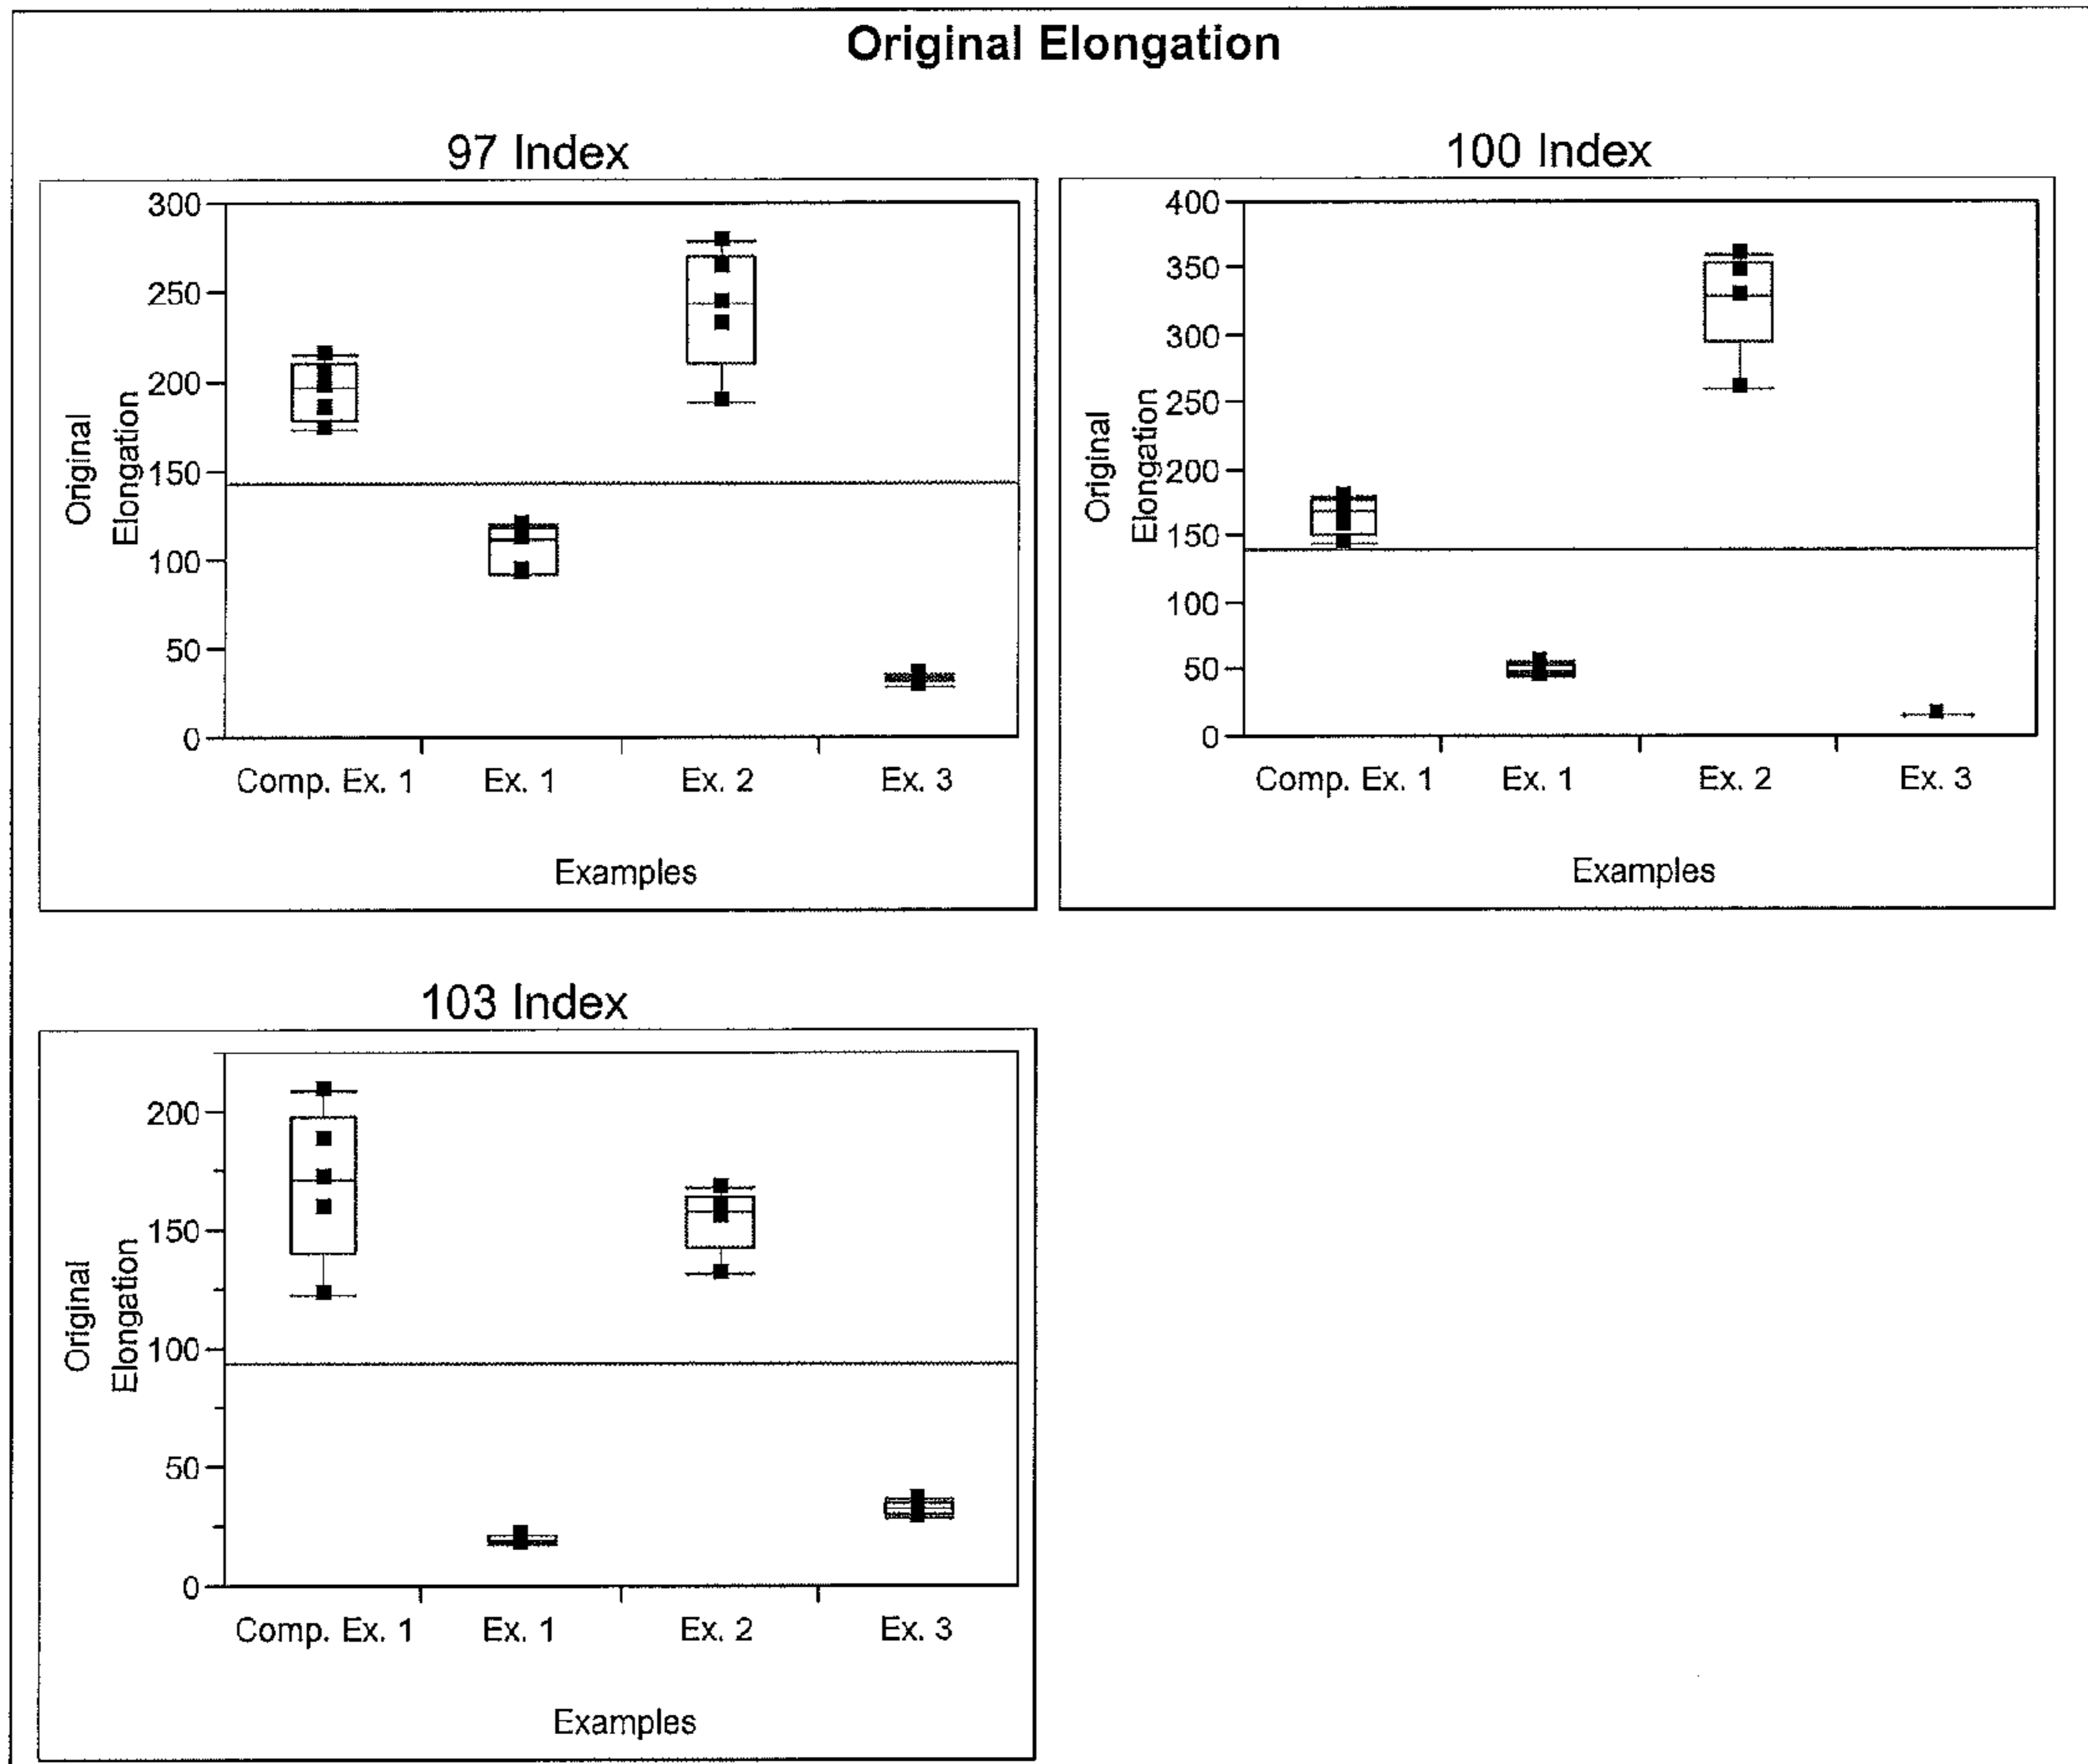 Original Elongation
97 Index
300
250
200
150
100
50
0
Original
Elongation
Comp. Ex. 1 Ex. 1 Ex. 2 Ex. 3
Examples
100 Index
400
350
300
250
200
150
100
50
0
Original
Elongation
Comp. Ex. 1 Ex. 1 Ex. 2 Ex. 3
Examples
103 Index
200
150
100
50
0
Original
Elongation
Comp. Ex. 1 Ex. 1 Ex. 2 Ex. 3
Examples